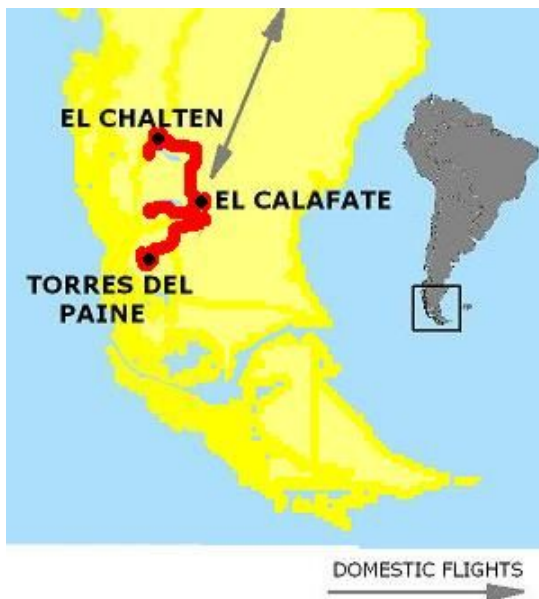 EL CHALTEN
EL CALAFATE
TORRES DEL
PAINE
DOMESTIC FLIGHTS